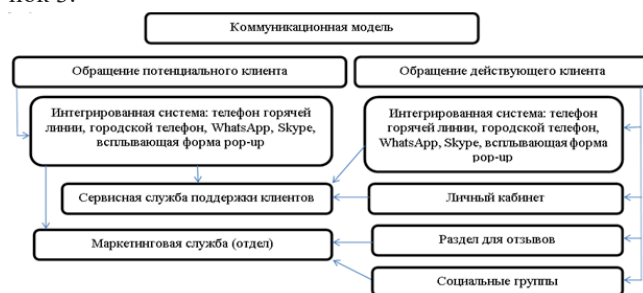 нок 3.
Коммуникационная модель
Обращение потенциального клиента
Обращение действующего клиента
Интегрированная система: телефон
горячей линии, городской телефон, WhatsApp, Skype,
всплывающая форма pop-up
Интегрированная система: телефон
горячей линии, городской телефон,
WhatsApp, Skype, всплывающая форма
pop-up
Сервисная служба поддержки клиентов
Личный кабинет
Маркетинговая служба (отдел)
Раздел для отзывов
Социальные группы